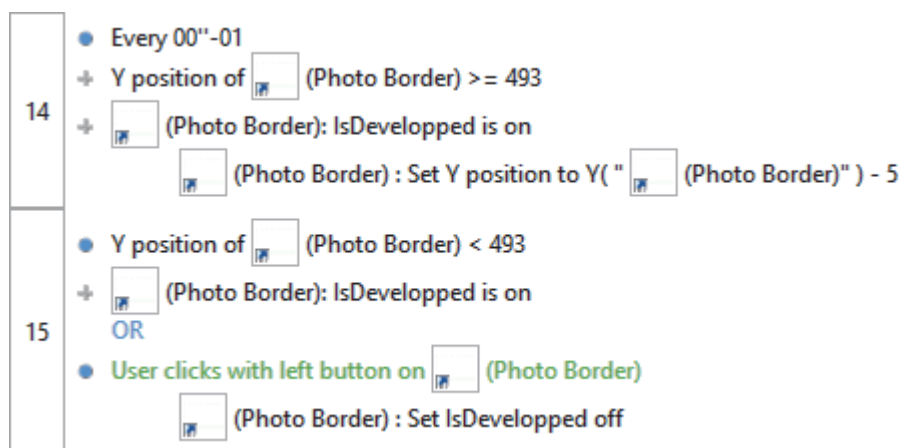 14
Every 00''-01
Y position of (Photo Border) >= 493
(Photo Border): IsDevelopped is on
(Photo Border) : Set Y position to Y( " (Photo Border)" ) - 5
15
Y position of (Photo Border) < 493
(Photo Border): IsDevelopped is on
OR
User clicks with left button on (Photo Border)
(Photo Border) : Set IsDevelopped off